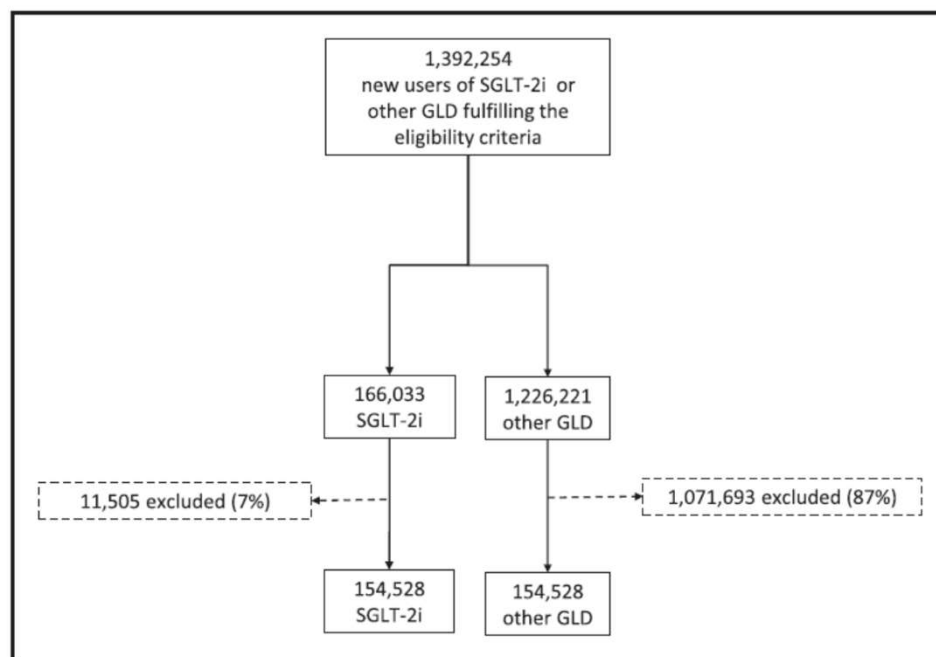 1,392,254
new users of SGLT-2i or
other GLD fulfilling the
eligibility criteria
166,033
SGLT-2i
1,226,221
other GLD
11,505 excluded (7%)
1,071,693 excluded (87%)
154,528
SGLT-2i
154,528
other GLD